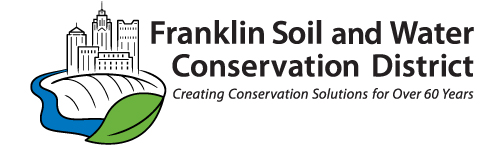 Franklin Soil and Water
Conservation District
Creating Conservation Solutions for Over 60 Years